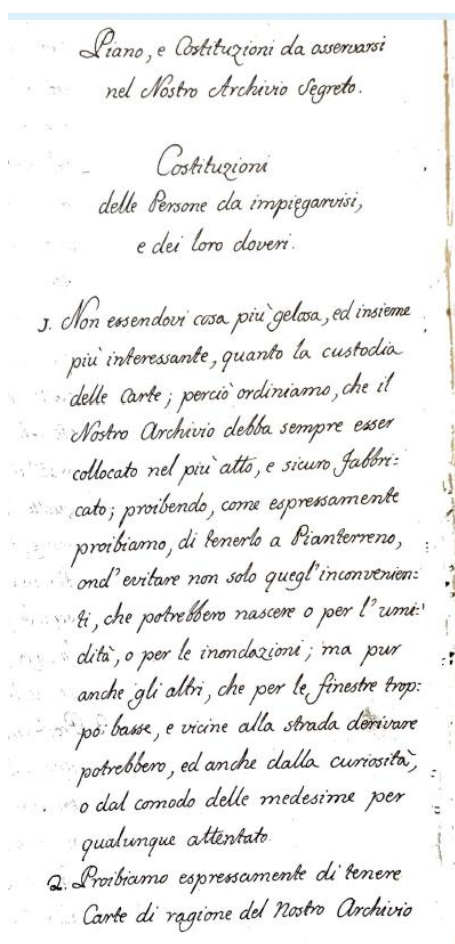 Piano, e Costituzioni da osservarsi
nel Nostro Archivio Segreto.
Costituzioni
delle Persone da impiegarvisi,
e dei loro doveri.
1. Non essendovi cosa più gelosa, ed insieme
più interessante, quanto la custodia
delle Carte; perciò ordiniamo, che il
Nostro Archivio debba sempre esser
collocato nel più atto, e sicuro Fabbri:
cato; proibendo, come espressamente
proibiamo, di tenerlo a Pianterreno,
ond' evitare non solo quegl' inconvenien:
ti, che potrebbero nascere o per l' umi:
dità, o per le inondazioni; ma pur
anche gli altri, che per le finestre trop:
po basse, e vicine alla strada derivare
potrebbero, ed anche dalla curiosità,
o dal comodo delle medesime per
qualunque attentato.
2. Proibiamo espressamente di tenere
Carte di ragione del Nostro Archivio